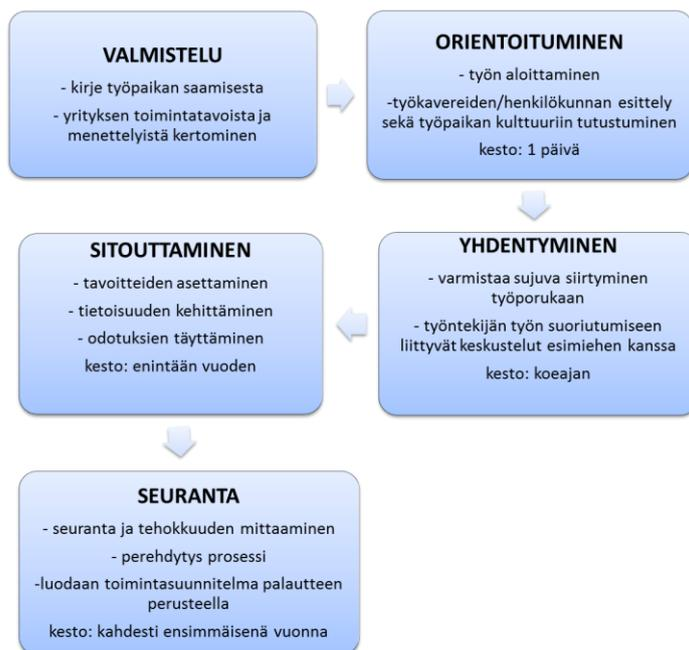 VALMISTELU
- kirje työpaikan saamisesta
- yrityksen toimintatavoista ja
menettelyistä kertominen
ORIENTOITUMINEN
- työn aloittaminen
-työkavereiden/henkilökunnan esittely
sekä työpaikan kulttuuriin tutustuminen
kesto: 1 päivä
YHDENTYMINEN
- varmistaa sujuva siirtyminen
työporukaan
- työntekijän työn suoriutumiseen
liittyvät keskustelut esimiehen kanssa
kesto: koeajan
SITOUTTAMINEN
- tavoitteiden asettaminen
- tietoisuuden kehittäminen
- odotuksien täyttäminen
kesto: enintään vuoden
SEURANTA
- seuranta ja tehokkuuden mittaaminen
- perehdytys prosessi
-luodaan toimintasuunnitelma palautteen
perusteella
kesto: kahdesti ensimmäisenä vuonna